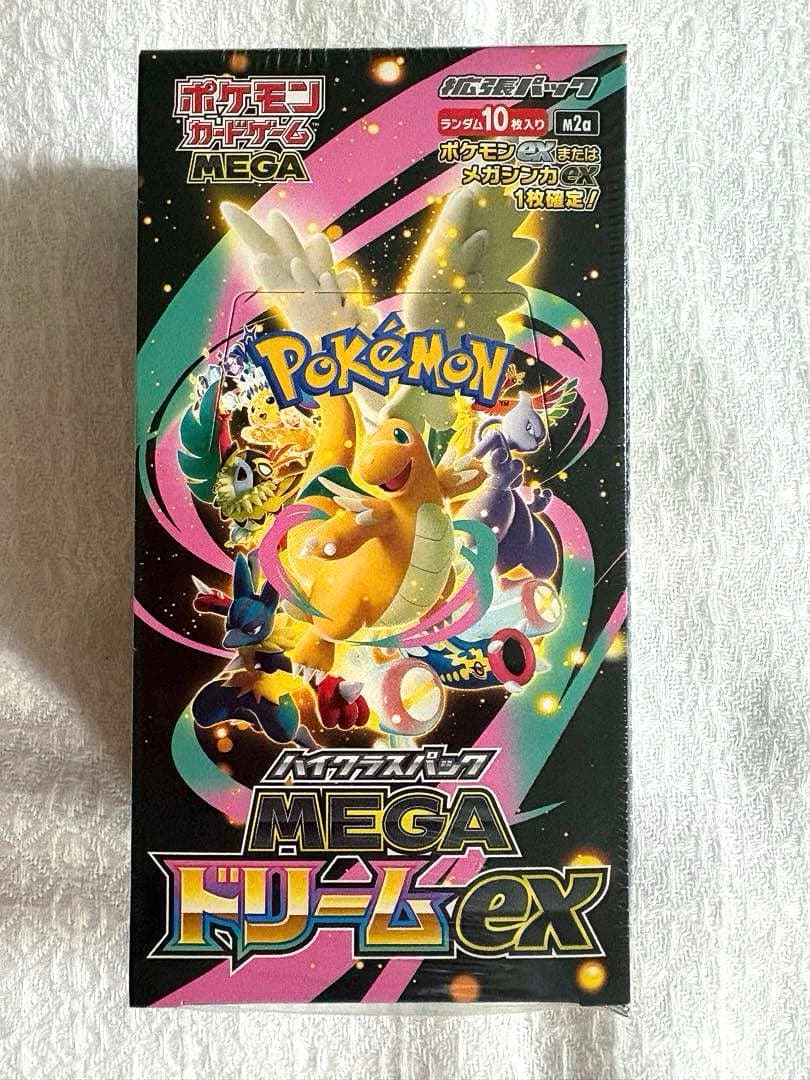 ポケモン
カードゲーム™
MEGA
拡張パック
ランダム10枚入り M2a
ポケモンexまたは
メガシンカex
1枚確定!
POKéMON™
ハイクラスパック
MEGA
ドリームex